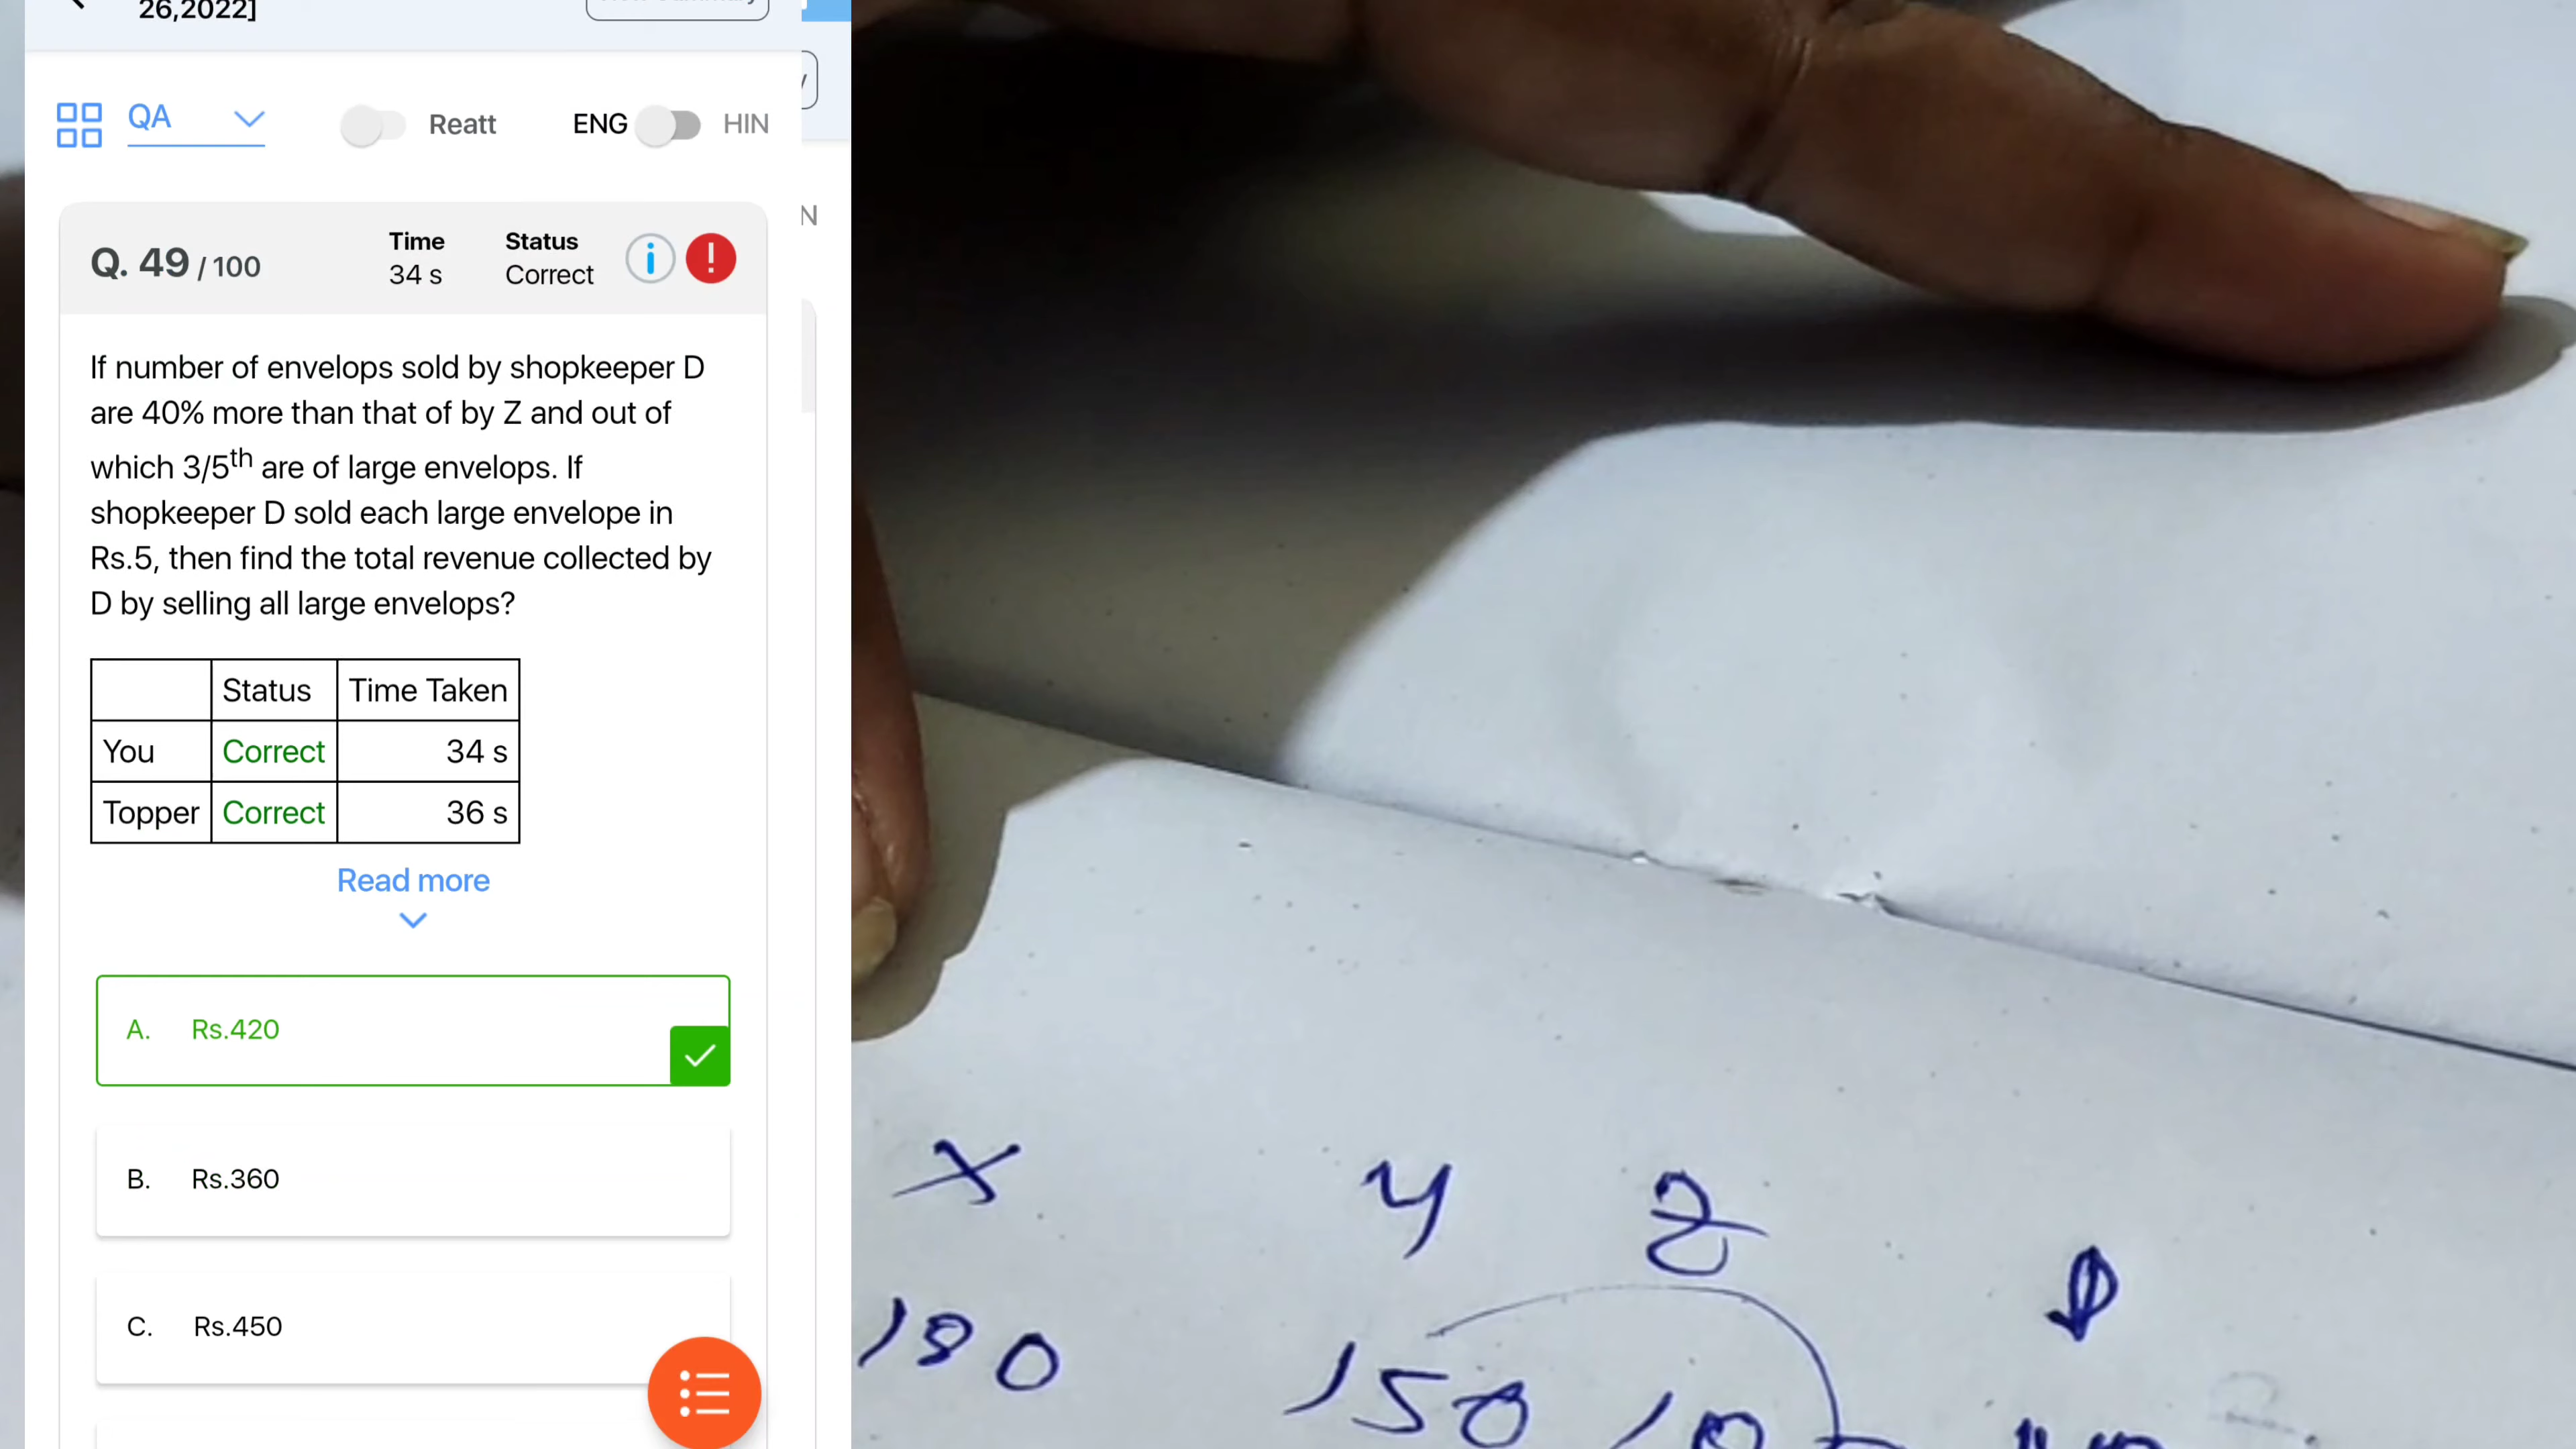 26,2022]
QA
Reatt
ENG
HIN
N
Q. 49 / 100
Time
34 s
Status
Correct
If number of envelops sold by shopkeeper D
are 40% more than that of by Z and out of
which 3/5th are of large envelops. If
shopkeeper D sold each large envelope in
Rs.5, then find the total revenue collected by
D by selling all large envelops?
Status Time Taken
You Correct 34 s
Topper Correct 36 s
Read more
A. Rs.420
B. Rs.360
C. Rs.450
X Y Z
180 150